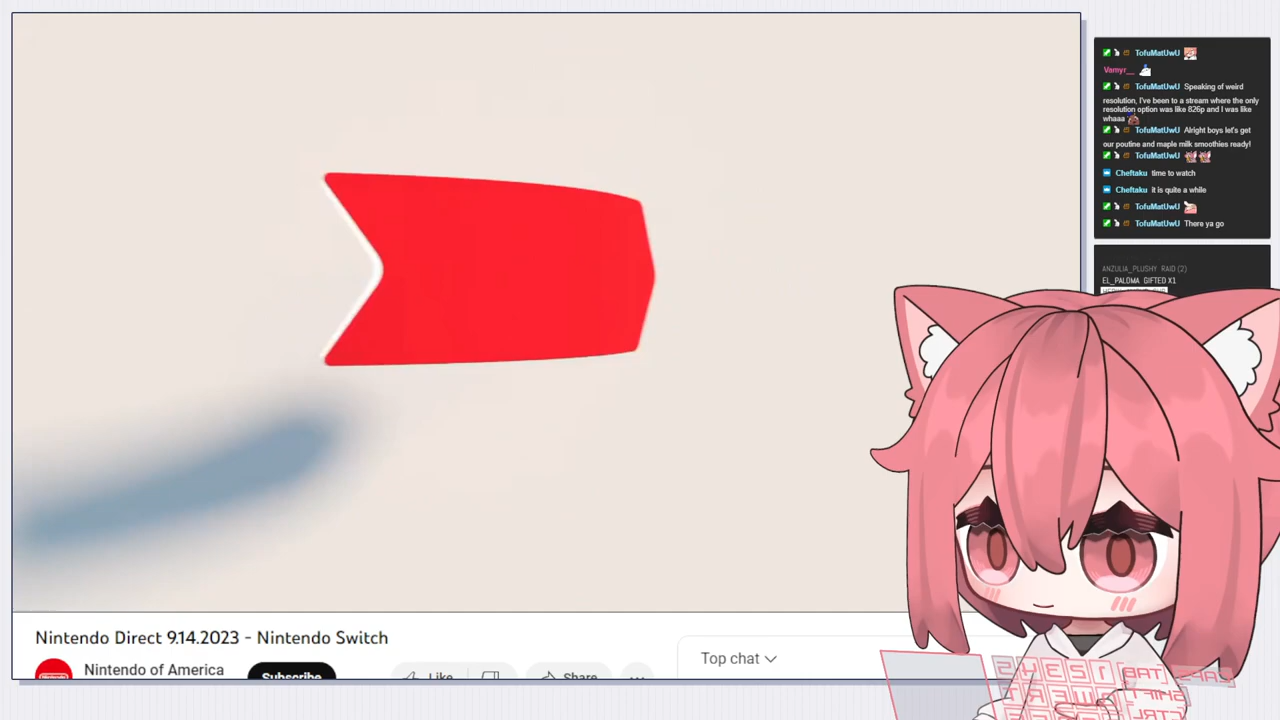 TofuMatUwU
Vamyr__
TofuMatUwU Speaking of weird
resolution, I've been to a stream where the only
resolution option was like 826p and I was like
whaaa
TofuMatUwU Alright boys let's get
our poutine and maple milk smoothies ready!
TofuMatUwU
Cheftaku time to watch
Cheftaku it is quite a while
TofuMatUwU
TofuMatUwU There ya go
ANZULIA_PLUSHY RAID (2)
EL_PALOMA GIFTED X1
Nintendo Direct 9.14.2023 - Nintendo Switch
Nintendo of America
Subscribe
Like
Share
Top chat